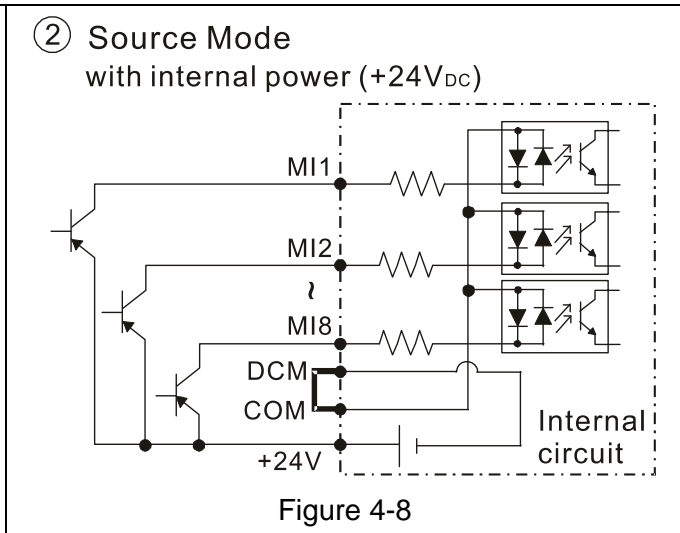 ② Source Mode
with internal power (+24VDC)
MI1
MI2
~
MI8
DCM
COM
+24V
Internal
circuit
Figure 4-8